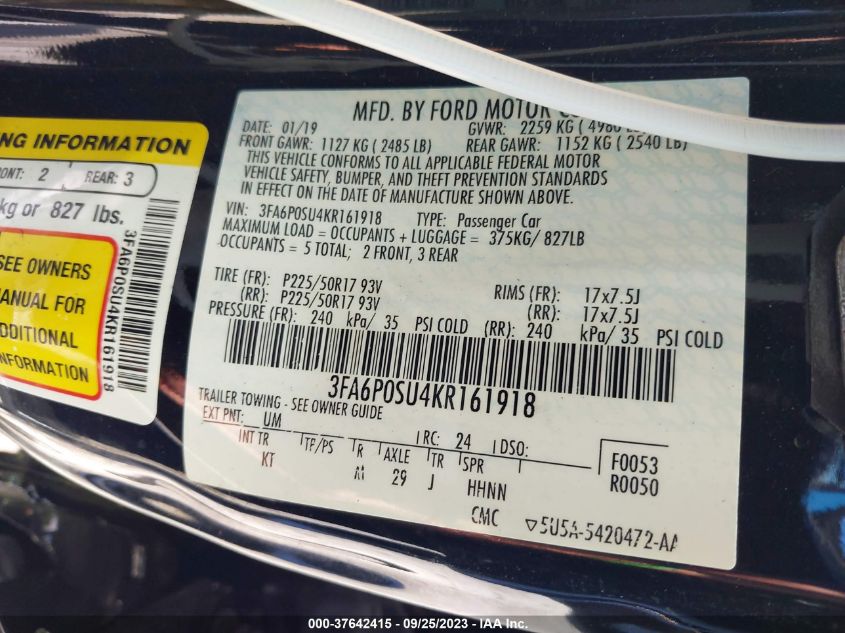 MFD. BY FORD MOTOR
DATE: 01/19 GVWR: 2259 KG ( 4980
FRONT GAWR: 1127 KG ( 2485 LB) REAR GAWR: 1152 KG ( 2540 LB)
THIS VEHICLE CONFORMS TO ALL APPLICABLE FEDERAL MOTOR
VEHICLE SAFETY, BUMPER, AND THEFT PREVENTION STANDARDS
IN EFFECT ON THE DATE OF MANUFACTURE SHOWN ABOVE.
VIN: 3FA6P0SU4KR161918 TYPE: Passenger Car
MAXIMUM LOAD = OCCUPANTS + LUGGAGE = 375KG/ 827LB
OCCUPANTS = 5 TOTAL; 2 FRONT, 3 REAR
TIRE (FR): P225/50R17 93V RIMS (FR): 17x7.5J
(RR): P225/50R17 93V (RR): 17x7.5J
PRESSURE (FR): 240 kPa/ 35 PSI COLD (RR): 240 kPa/ 35 PSI COLD
3FA6P0SU4KR161918
TRAILER TOWING - SEE OWNER GUIDE
EXT PNT: UM RC: 24 DSO:
INT TR TP/PS R AXLE TR SPR F0053
KT 29 J HHNN R0050
CMC ▽5U5A-5420472-AA
NG INFORMATION
ONT: 2 REAR: 3
kg or 827 lbs.
SEE OWNERS
MANUAL FOR
ADDITIONAL
INFORMATION
3FA6P0SU4KR161918
000-37642415 - 09/25/2023 - IAAI.COM